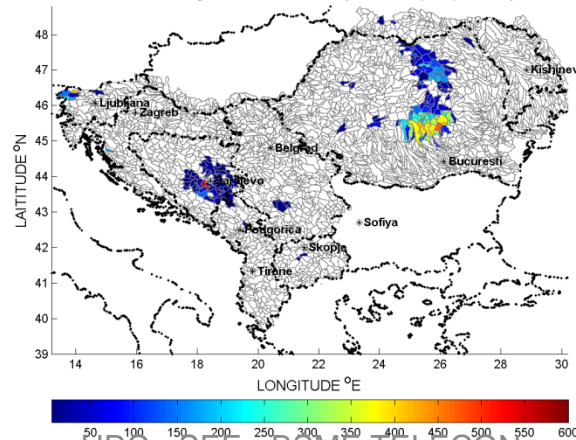 48
47
46
45
44
43
42
41
40
39
LAITITUDE °N
14 16 18 20 22 24 26 28 30
LONGITUDE °E
Kishinev
Ljubljana
Zagreb
Belgrad
Bucuresti
Sofiya
Podgorica
Skopje
Tirane
50 100 150 200 250 300 350 400 450 500 550 600